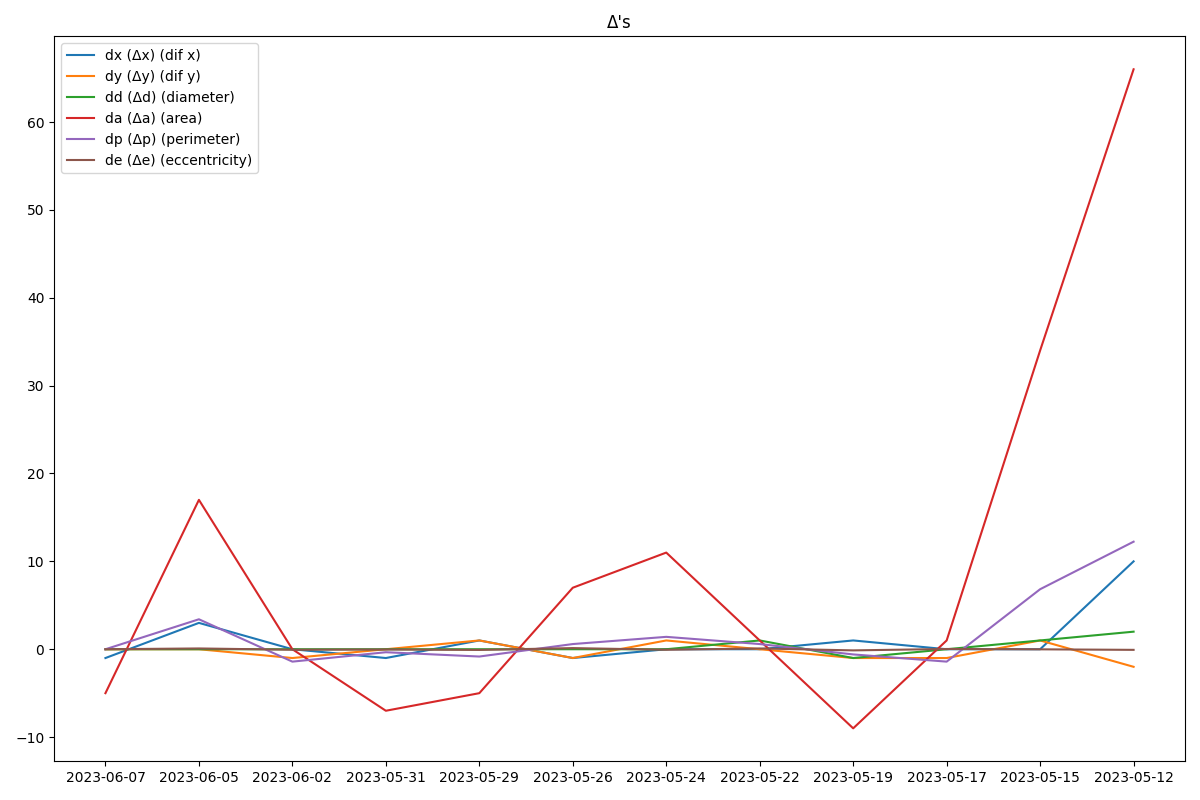 Δ's
dx (Δx) (dif x)
dy (Δy) (dif y)
dd (Δd) (diameter)
da (Δa) (area)
dp (Δp) (perimeter)
de (Δe) (eccentricity)
60
50
40
30
20
10
0
−10
2023-06-07 2023-06-05 2023-06-02 2023-05-31 2023-05-29 2023-05-26 2023-05-24 2023-05-22 2023-05-19 2023-05-17 2023-05-15 2023-05-12